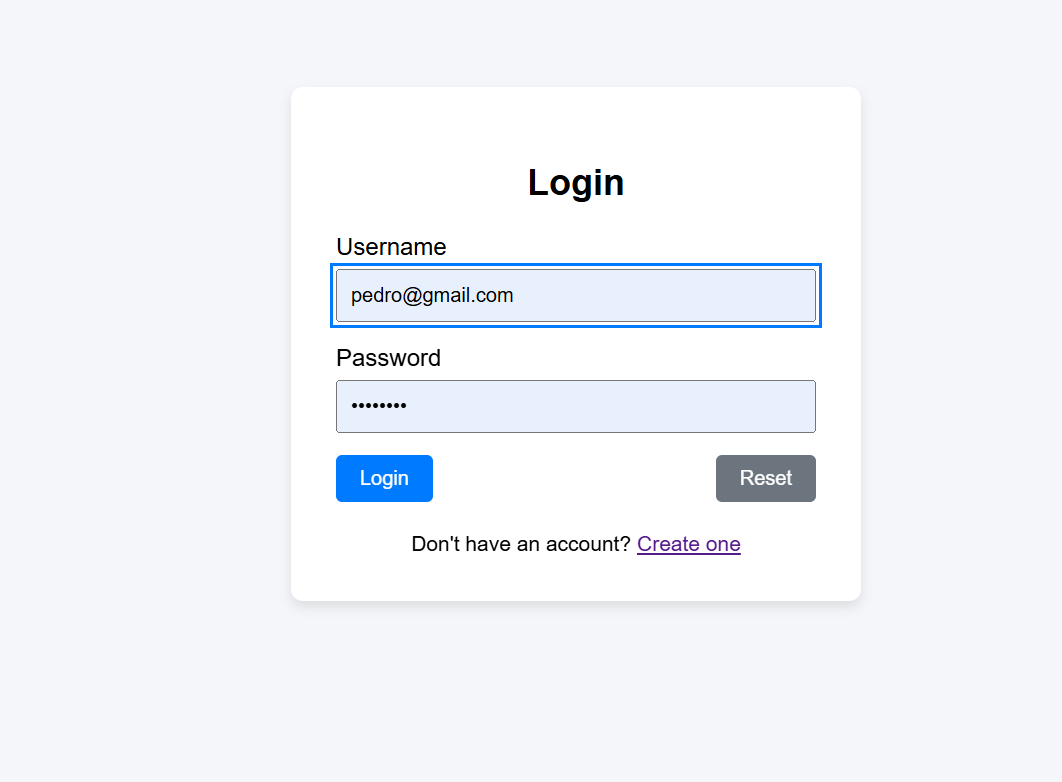 Login
Username
pedro@gmail.com
Password
••••••••
Login Reset
Don't have an account? Create one